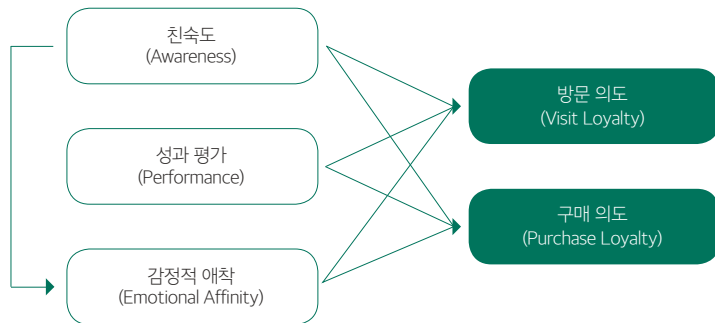 친숙도
(Awareness)
성과 평가
(Performance)
감정적 애착
(Emotional Affinity)
방문 의도
(Visit Loyalty)
구매 의도
(Purchase Loyalty)